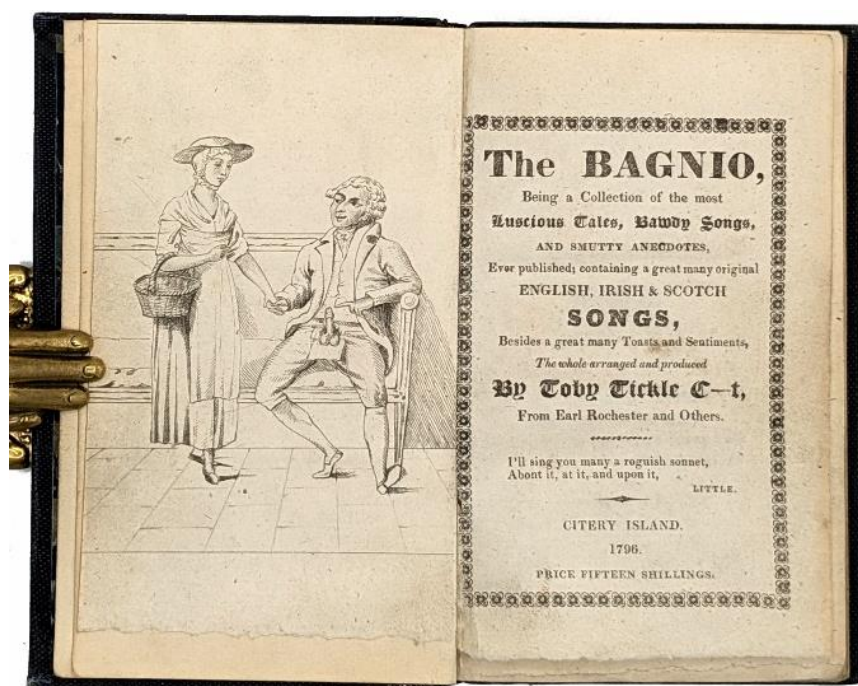 The BAGNIO,
Being a Collection of the most
Luscious Tales, Bawdy Songs,
AND SMUTTY ANECDOTES,
Ever published; containing a great many original
ENGLISH, IRISH & SCOTCH
SONGS,
Besides a great many Toasts and Sentiments,
The whole arranged and produced
By Toby Tickle C—t,
From Earl Rochester and Others.
I'll sing you many a roguish sonnet,
Abont it, at it, and upon it,
LITTLE.
CITERY ISLAND.
1796.
PRICE FIFTEEN SHILLINGS.